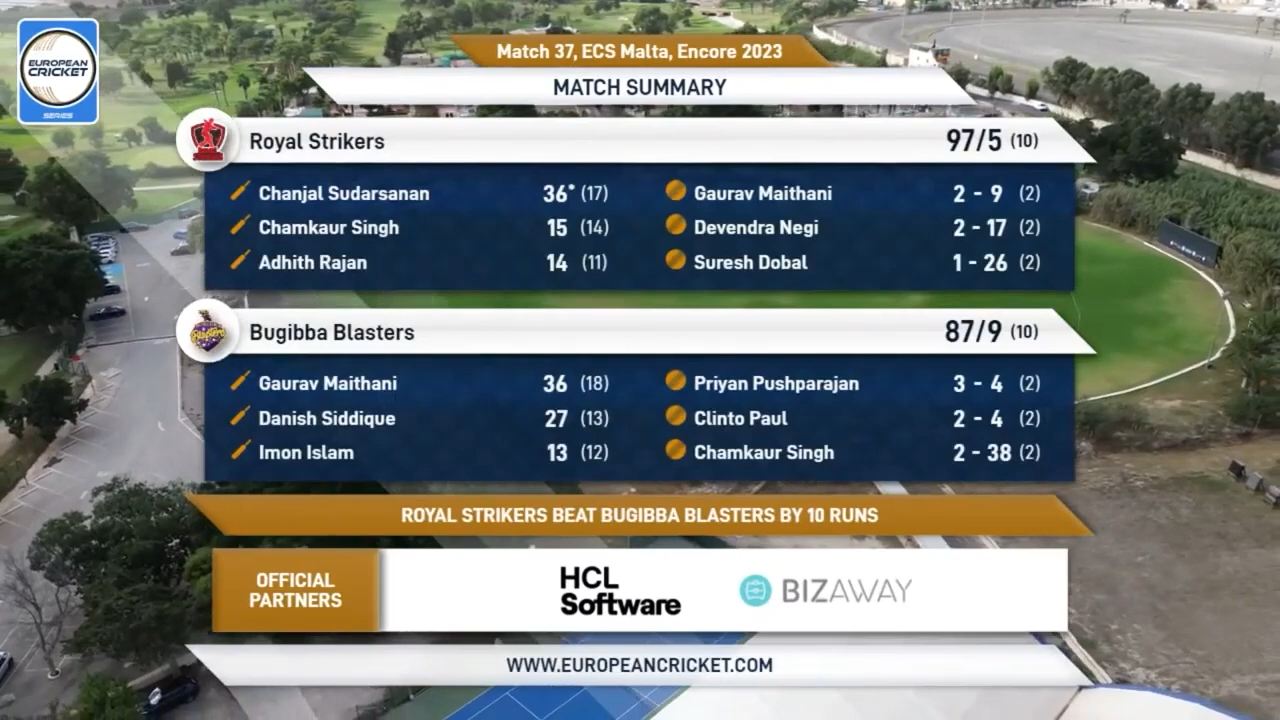 EUROPEAN
CRICKET
SERIES
Match 37, ECS Malta, Encore 2023
MATCH SUMMARY
Royal Strikers 97/5 (10)
Chanjal Sudarsanan 36* (17) Gaurav Maithani 2 - 9 (2)
Chamkaur Singh 15 (14) Devendra Negi 2 - 17 (2)
Adhith Rajan 14 (11) Suresh Dobal 1 - 26 (2)
Blasters
Bugibba Blasters 87/9 (10)
Gaurav Maithani 36 (18) Priyan Pushparajan 3 - 4 (2)
Danish Siddique 27 (13) Clinto Paul 2 - 4 (2)
Imon Islam 13 (12) Chamkaur Singh 2 - 38 (2)
ROYAL STRIKERS BEAT BUGIBBA BLASTERS BY 10 RUNS
OFFICIAL
PARTNERS
HCL
Software
BIZAWAY
WWW.EUROPEANCRICKET.COM